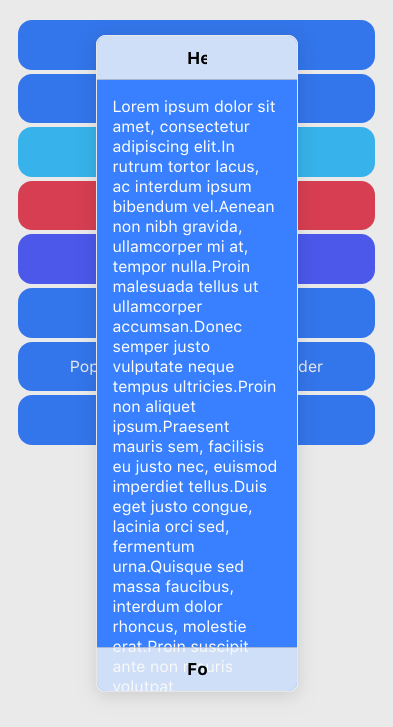 He
Lorem ipsum dolor sit
amet, consectetur
adipiscing elit.In
rutrum tortor lacus,
ac interdum ipsum
bibendum vel.Aenean
non nibh gravida,
ullamcorper mi at,
tempor nulla.Proin
malesuada tellus ut
ullamcorper
accumsan.Donec
semper justo
vulputate neque
Pop
der
tempus ultricies.Proin
non aliquet
ipsum.Praesent
mauris sem, facilisis
eu justo nec, euismod
imperdiet tellus.Duis
eget justo congue,
lacinia orci sed,
fermentum
urna.Quisque sed
massa faucibus,
interdum dolor
rhoncus, molestie
erat.Proin suscipit
ante non mauris
volutpat
Fo